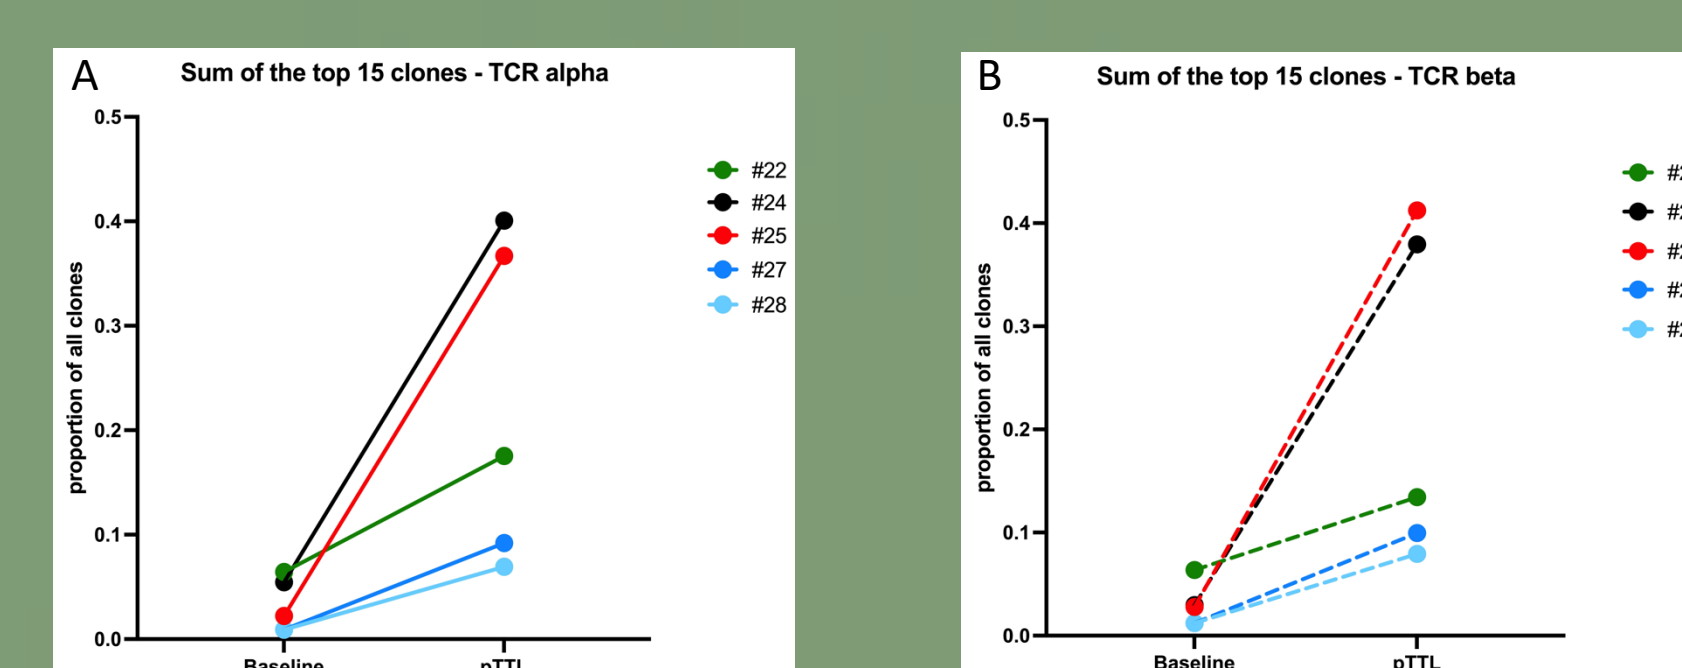 A
Sum of the top 15 clones - TCR alpha
0.5
0.4
0.3
0.2
0.1
0.0
proportion of all clones
#22
#24
#25
#27
#28
Baseline
pTTL
B
Sum of the top 15 clones - TCR beta
0.5
0.4
0.3
0.2
0.1
0.0
proportion of all clones
Baseline
pTTL